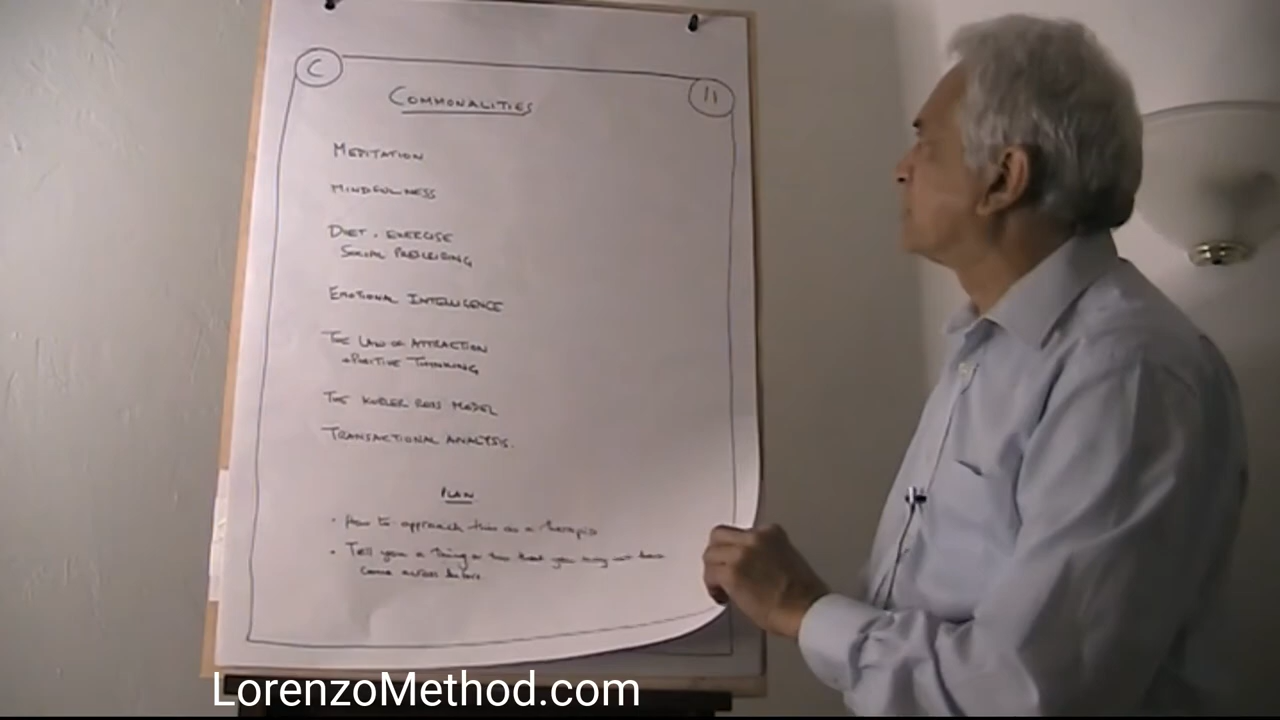 C
11
COMMONALITIES
MEDITATION
MINDFULNESS
DIET. EXERCISE
SOCIAL PRESCRIBING
EMOTIONAL INTELLIGENCE
THE LAW OF ATTRACTION
+ POSITIVE THINKING
THE KUBLER ROSS MODEL
TRANSACTIONAL ANALYSIS.
PLAN
• How to approach this as a therapist
• Tell you a thing or two that you may not have
come across before
LorenzoMethod.com